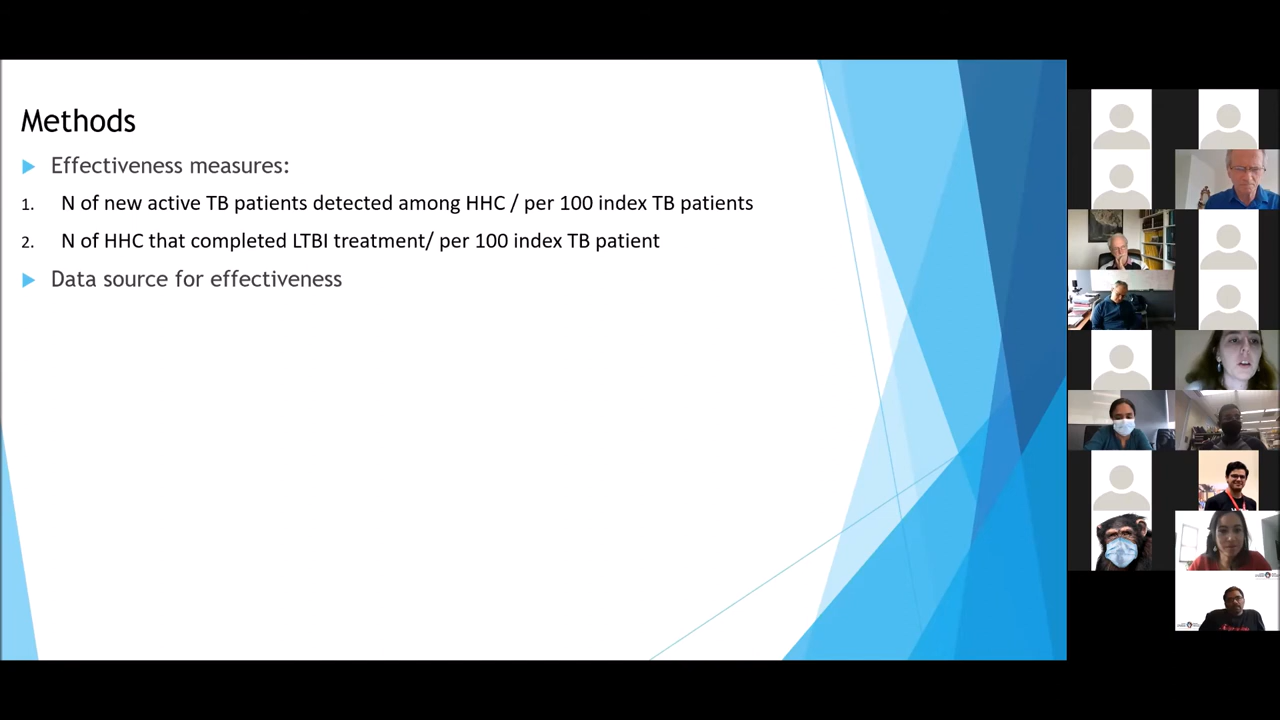 Methods
Effectiveness measures:
1. N of new active TB patients detected among HHC / per 100 index TB patients
2. N of HHC that completed LTBI treatment/ per 100 index TB patient
Data source for effectiveness